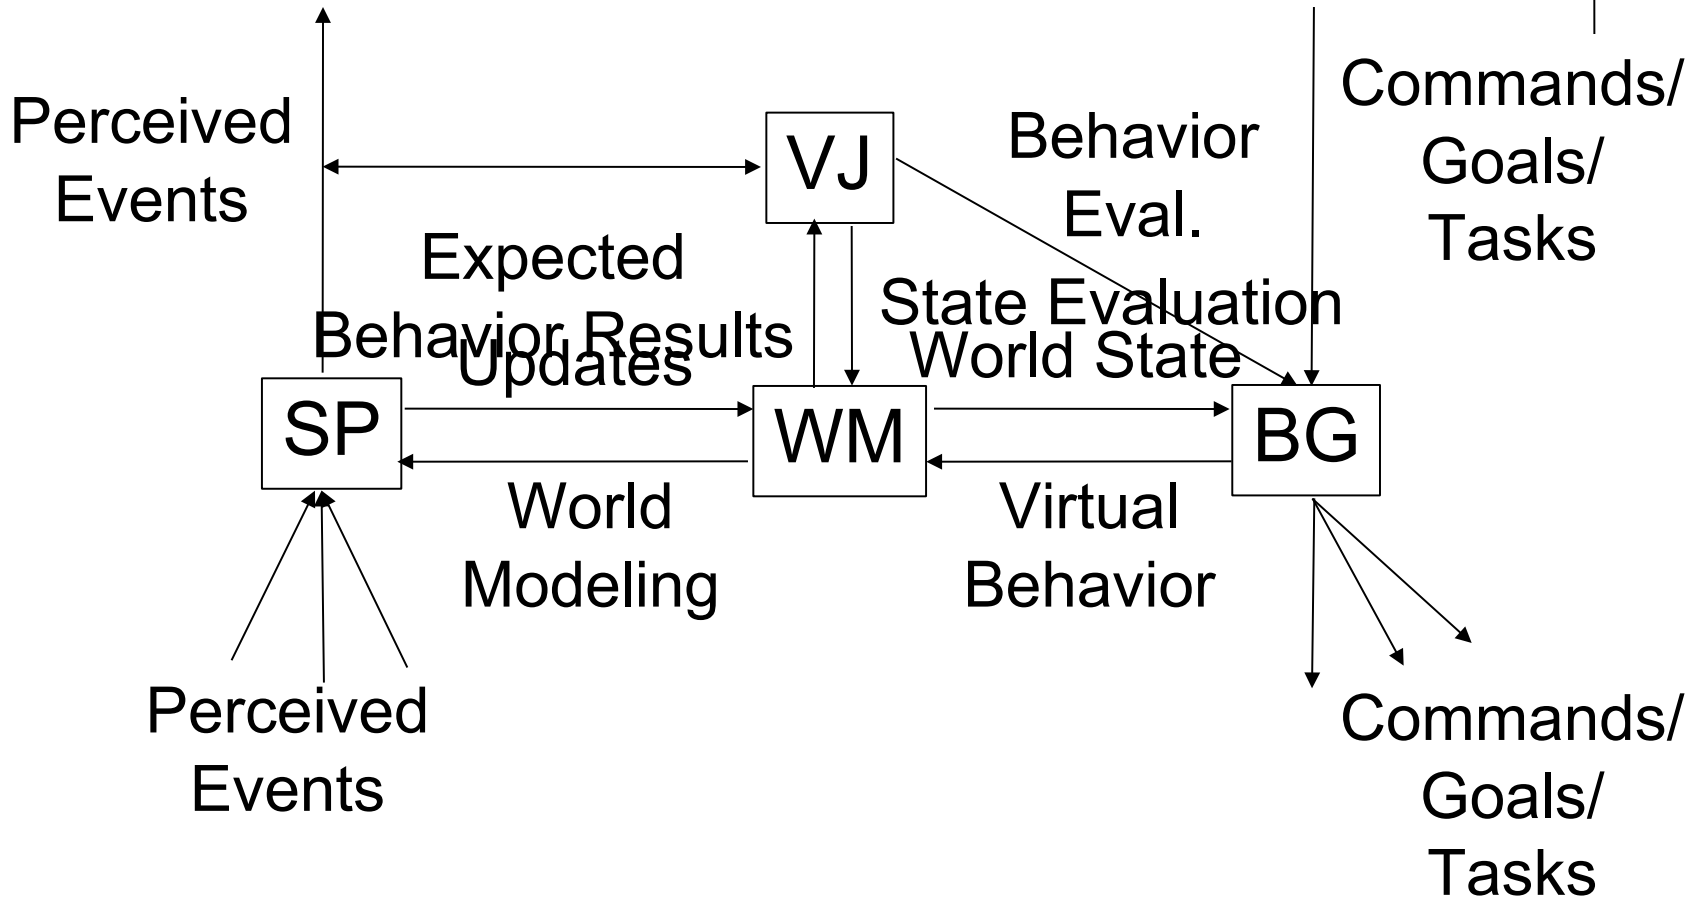 Perceived
Events
VJ
Behavior
Eval.
Commands/
Goals/
Tasks
Expected
Behavior Results
Updates
State Evaluation
World State
SP
WM
BG
World
Modeling
Virtual
Behavior
Perceived
Events
Commands/
Goals/
Tasks